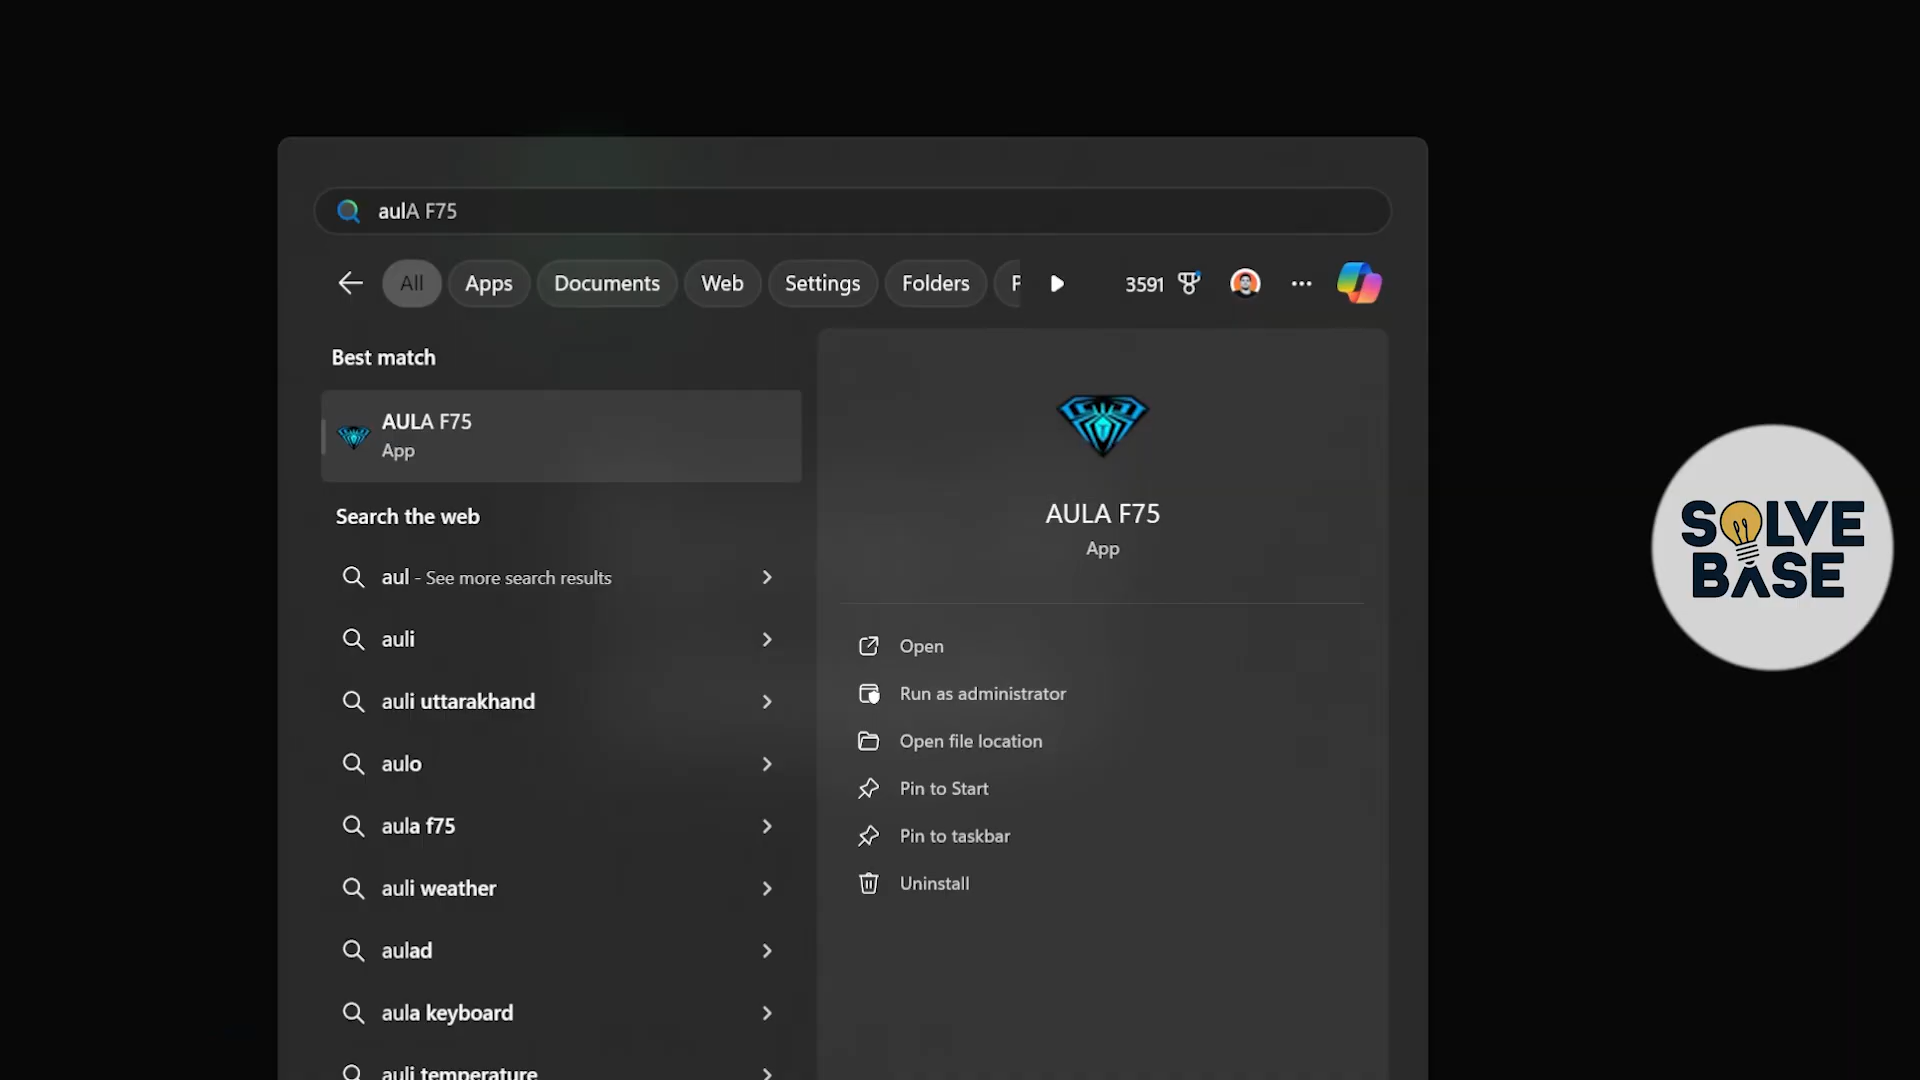 aulA F75
All
Apps
Documents
Web
Settings
Folders
3591
Best match
AULA F75
App
Search the web
aul - See more search results
auli
auli uttarakhand
aulo
aula f75
auli weather
aulad
aula keyboard
auli temperature
AULA F75
App
Open
Run as administrator
Open file location
Pin to Start
Pin to taskbar
Uninstall
SOLVE
BASE